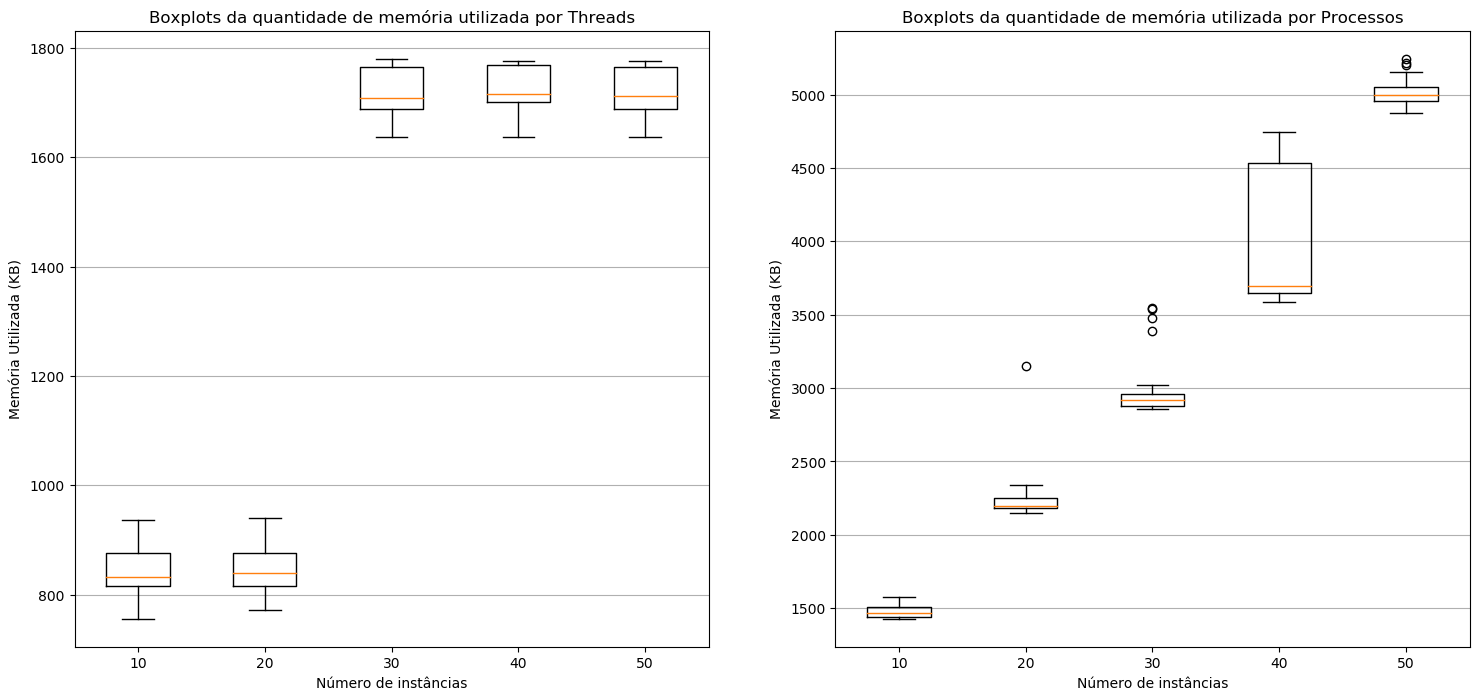 Boxplots da quantidade de memória utilizada por Threads
1800
1600
1400
1200
1000
800
Memória Utilizada (KB)
10 20 30 40 50
Número de instâncias
Boxplots da quantidade de memória utilizada por Processos
5000
4500
4000
3500
3000
2500
2000
1500
Memória Utilizada (KB)
10 20 30 40 50
Número de instâncias